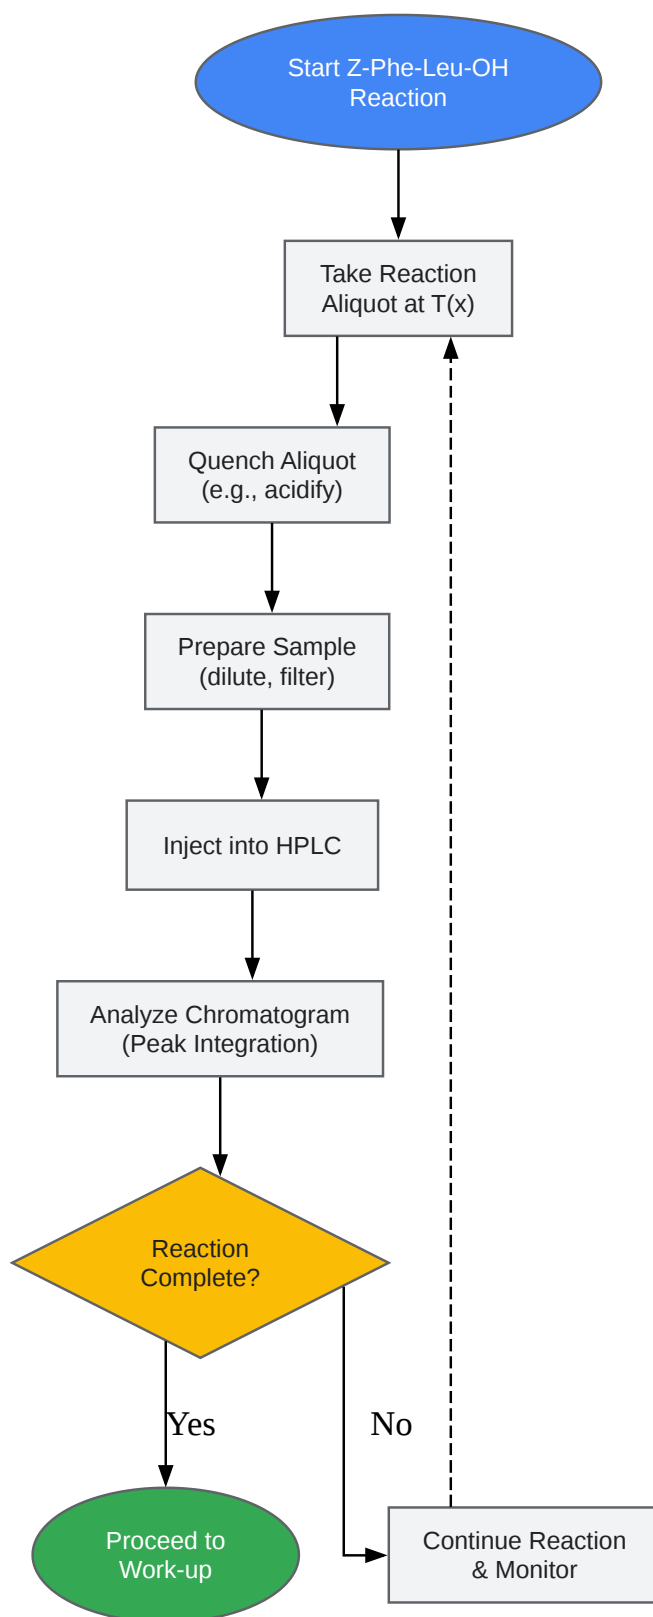 Start Z-Phe-Leu-OH
Reaction
Take Reaction
Aliquot at T(x)
Quench Aliquot
(e.g., acidify)
Prepare Sample
(dilute, filter)
Inject into HPLC
Analyze Chromatogram
(Peak Integration)
Reaction
Complete?
Yes
No
Proceed to
Work-up
Continue Reaction
& Monitor